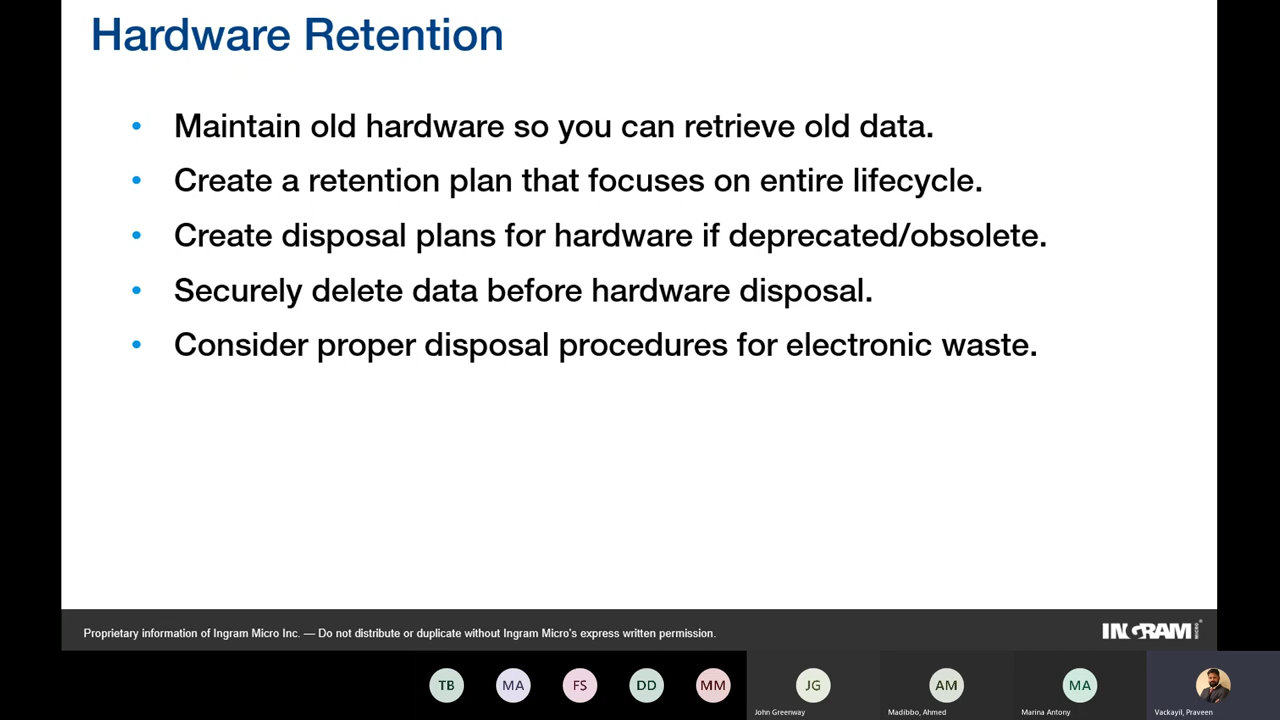 Hardware Retention
• Maintain old hardware so you can retrieve old data.
• Create a retention plan that focuses on entire lifecycle.
• Create disposal plans for hardware if deprecated/obsolete.
• Securely delete data before hardware disposal.
• Consider proper disposal procedures for electronic waste.
Proprietary information of Ingram Micro Inc. — Do not distribute or duplicate without Ingram Micro's express written permission.
INGRAM MICRO®
TB MA FS DD MM JG AM MA
John Greenway Madibbo, Ahmed Marina Antony Vackayil, Praveen